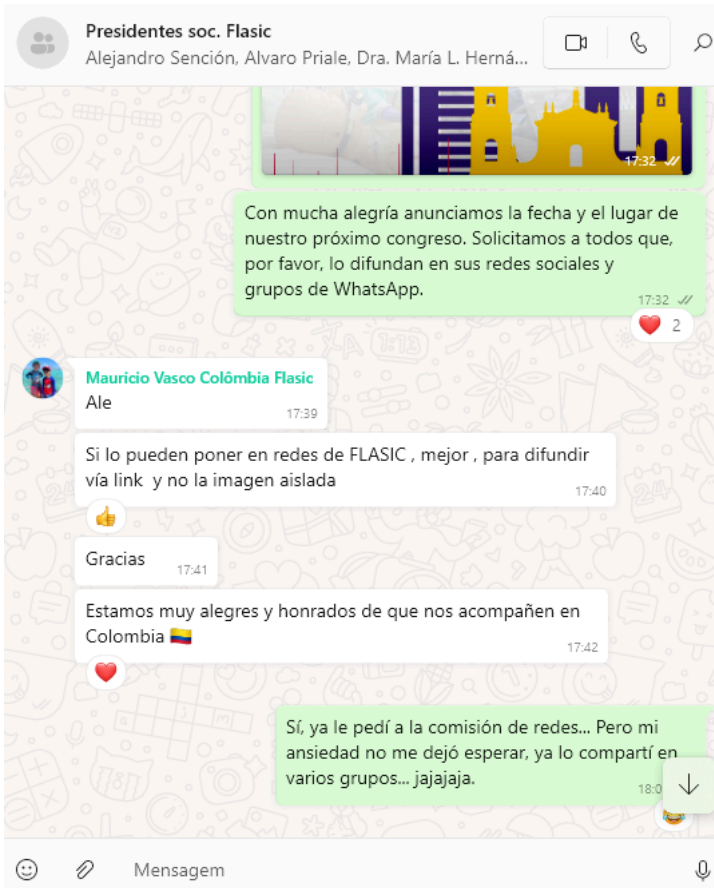 Presidentes soc. Flasic
Alejandro Sención, Alvaro Priale, Dra. María L. Herná...
17:32
Con mucha alegría anunciamos la fecha y el lugar de
nuestro próximo congreso. Solicitamos a todos que,
por favor, lo difundan en sus redes sociales y
grupos de WhatsApp.
17:32
❤️ 2
Mauricio Vasco Colômbia Flasic
Ale
17:39
Si lo pueden poner en redes de FLASIC , mejor , para difundir
vía link y no la imagen aislada
17:40
👍
Gracias
17:41
Estamos muy alegres y honrados de que nos acompañen en
Colombia 🇨🇴
17:42
❤️
Sí, ya le pedí a la comisión de redes... Pero mi
ansiedad no me dejó esperar, ya lo compartí en
varios grupos... jajajaja.
😂
Mensagem